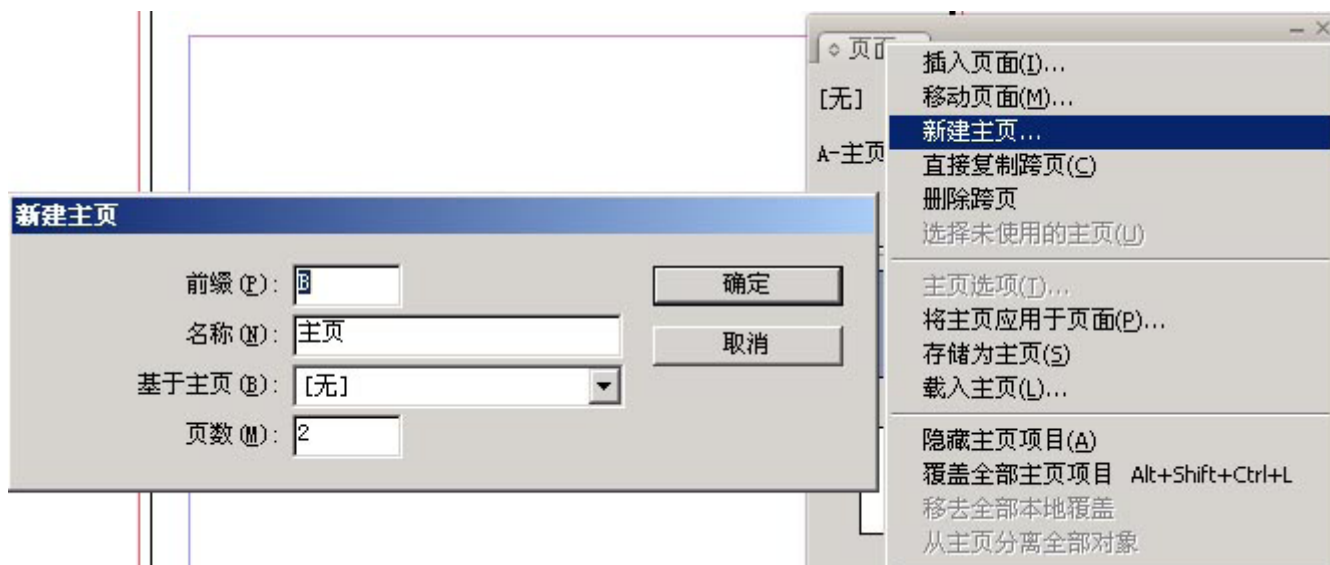 页面
[无]
A-主页
新建主页
前缀(P):
B
确定
名称(N):
主页
取消
基于主页(B):
[无]
页数(M):
2
插入页面(I)...
移动页面(M)...
新建主页...
直接复制跨页(C)
删除跨页
选择未使用的主页(U)
主页选项(T)...
将主页应用于页面(P)...
存储为主页(S)
载入主页(L)...
隐藏主页项目(A)
覆盖全部主页项目 Alt+Shift+Ctrl+L
移去全部本地覆盖
从主页分离全部对象